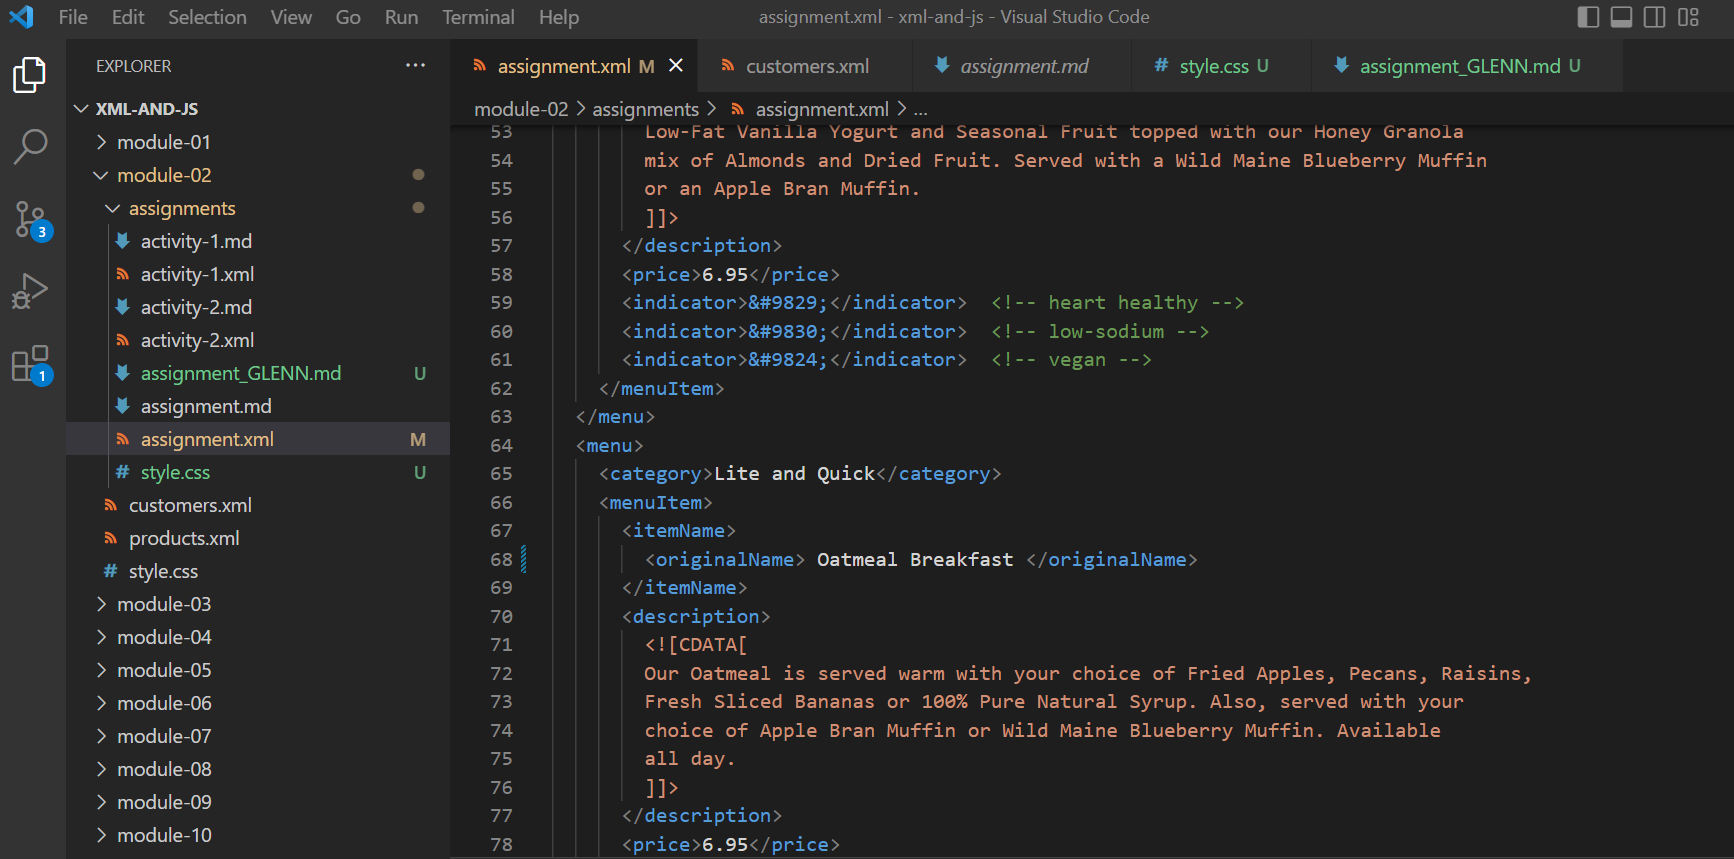 File Edit Selection View Go Run Terminal Help
assignment.xml - xml-and-js - Visual Studio Code
EXPLORER
XML-AND-JS
module-01
module-02
assignments
activity-1.md
activity-1.xml
activity-2.md
activity-2.xml
assignment_GLENN.md U
assignment.md
assignment.xml M
style.css U
customers.xml
products.xml
style.css
module-03
module-04
module-05
module-06
module-07
module-08
module-09
module-10
3
1
assignment.xml M customers.xml assignment.md style.css U assignment_GLENN.md U
module-02 > assignments > assignment.xml > ...
53 Low-Fat Vanilla Yogurt and Seasonal Fruit topped with our Honey Granola
54 mix of Almonds and Dried Fruit. Served with a Wild Maine Blueberry Muffin
55 or an Apple Bran Muffin.
56 ]]>
57 </description>
58 <price>6.95</price>
59 <indicator>&#9829;</indicator> <!-- heart healthy -->
60 <indicator>&#9830;</indicator> <!-- low-sodium -->
61 <indicator>&#9824;</indicator> <!-- vegan -->
62 </menuItem>
63 </menu>
64 <menu>
65 <category>Lite and Quick</category>
66 <menuItem>
67 <itemName>
68 <originalName> Oatmeal Breakfast </originalName>
69 </itemName>
70 <description>
71 <![CDATA[
72 Our Oatmeal is served warm with your choice of Fried Apples, Pecans, Raisins,
73 Fresh Sliced Bananas or 100% Pure Natural Syrup. Also, served with your
74 choice of Apple Bran Muffin or Wild Maine Blueberry Muffin. Available
75 all day.
76 ]]>
77 </description>
78 <price>6.95</price>